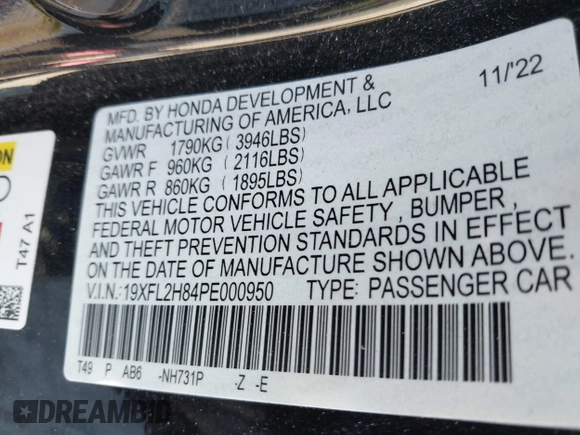 MFD. BY HONDA DEVELOPMENT & 11/'22
MANUFACTURING OF AMERICA, LLC
GVWR 1790KG (3946LBS)
GAWR F 960KG (2116LBS)
GAWR R 860KG (1895LBS)
THIS VEHICLE CONFORMS TO ALL APPLICABLE
FEDERAL MOTOR VEHICLE SAFETY , BUMPER ,
AND THEFT PREVENTION STANDARDS IN EFFECT
ON THE DATE OF MANUFACTURE SHOWN ABOVE.
V.I.N.:19XFL2H84PE000950 TYPE: PASSENGER CAR
T49 P AB6 -NH731P -Z -E
T47 A1
DREAMBID